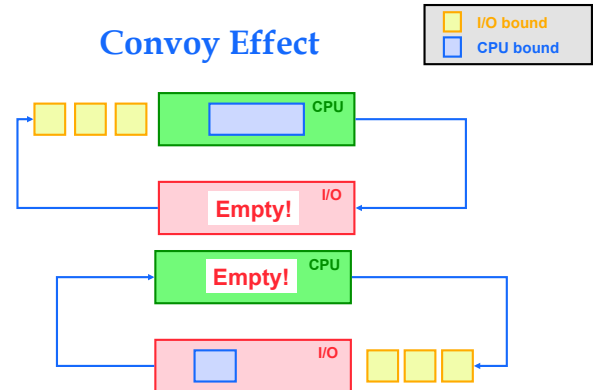 Convoy Effect
I/O bound
CPU bound
CPU
I/O
Empty!
CPU
Empty!
I/O